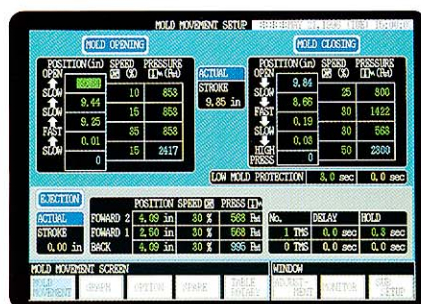 MOLD MOVEMENT SETUP
MOLD OPENING
POSITION(in) SPEED PRESSURE
OPEN (%)
SLOW 10 853
9.44
SLOW 15 853
9.25
FAST 85 853
0.01
SLOW 15 2417
0
ACTUAL
STROKE
9.85 in
MOLD CLOSING
POSITION(in) SPEED PRESSURE
OPEN (%)
9.84
SLOW 25 800
8.66
FAST 30 1422
0.19
SLOW 30 568
0.03
HIGH PRESS 50
0
LOW MOLD PROTECTION 3.0 sec 0.0 sec
EJECTION
POSITION SPEED PRESS
ACTUAL
STROKE
0.00 in
FOWARD 2 4.09 in 30 % 568
FOWARD 1 2.50 in 30 % 568
BACK 4.09 in 30 % 995
No. DELAY HOLD
1 TMS 0.0 sec 0.3 sec
0 TMS 0.0 sec 0.0 sec
MOLD MOVEMENT SCREEN
WINDOW
MOLD MOVEMENT
GRAPH
OPTION
SPARE
TABLE
MONITOR
SUB SETUP